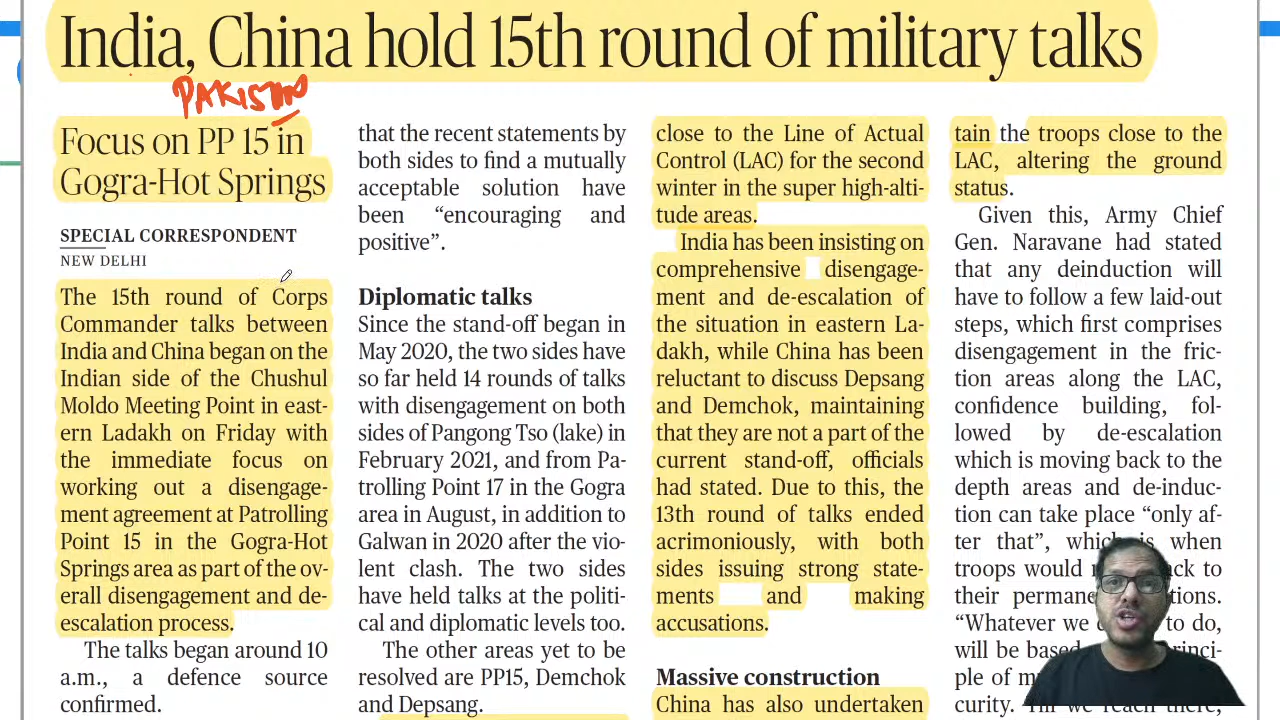 India, China hold 15th round of military talks
PAKISTAN
Focus on PP 15 in
Gogra-Hot Springs
SPECIAL CORRESPONDENT
NEW DELHI
The 15th round of Corps
Commander talks between
India and China began on the
Indian side of the Chushul
Moldo Meeting Point in east-
ern Ladakh on Friday with
the immediate focus on
working out a disengage-
ment agreement at Patrolling
Point 15 in the Gogra-Hot
Springs area as part of the ov-
erall disengagement and de-
escalation process.
The talks began around 10
a.m., a defence source
confirmed.
that the recent statements by
both sides to find a mutually
acceptable solution have
been “encouraging and
positive”.
Diplomatic talks
Since the stand-off began in
May 2020, the two sides have
so far held 14 rounds of talks
with disengagement on both
sides of Pangong Tso (lake) in
February 2021, and from Pa-
trolling Point 17 in the Gogra
area in August, in addition to
Galwan in 2020 after the vio-
lent clash. The two sides
have held talks at the politi-
cal and diplomatic levels too.
The other areas yet to be
resolved are PP15, Demchok
and Depsang.
close to the Line of Actual
Control (LAC) for the second
winter in the super high-alti-
tude areas.
India has been insisting on
comprehensive disengage-
ment and de-escalation of
the situation in eastern La-
dakh, while China has been
reluctant to discuss Depsang
and Demchok, maintaining
that they are not a part of the
current stand-off, officials
had stated. Due to this, the
13th round of talks ended
acrimoniously, with both
sides issuing strong state-
ments and making
accusations.
Massive construction
China has also undertaken
tain the troops close to the
LAC, altering the ground
status.
Given this, Army Chief
Gen. Naravane had stated
that any deinduction will
have to follow a few laid-out
steps, which first comprises
disengagement in the fric-
tion areas along the LAC,
confidence building, fol-
lowed by de-escalation
which is moving back to the
depth areas and de-induc-
tion can take place “only af-
ter that”, which is when
troops would to
their
“Whatever we to do,
will be based
ple of
curity.